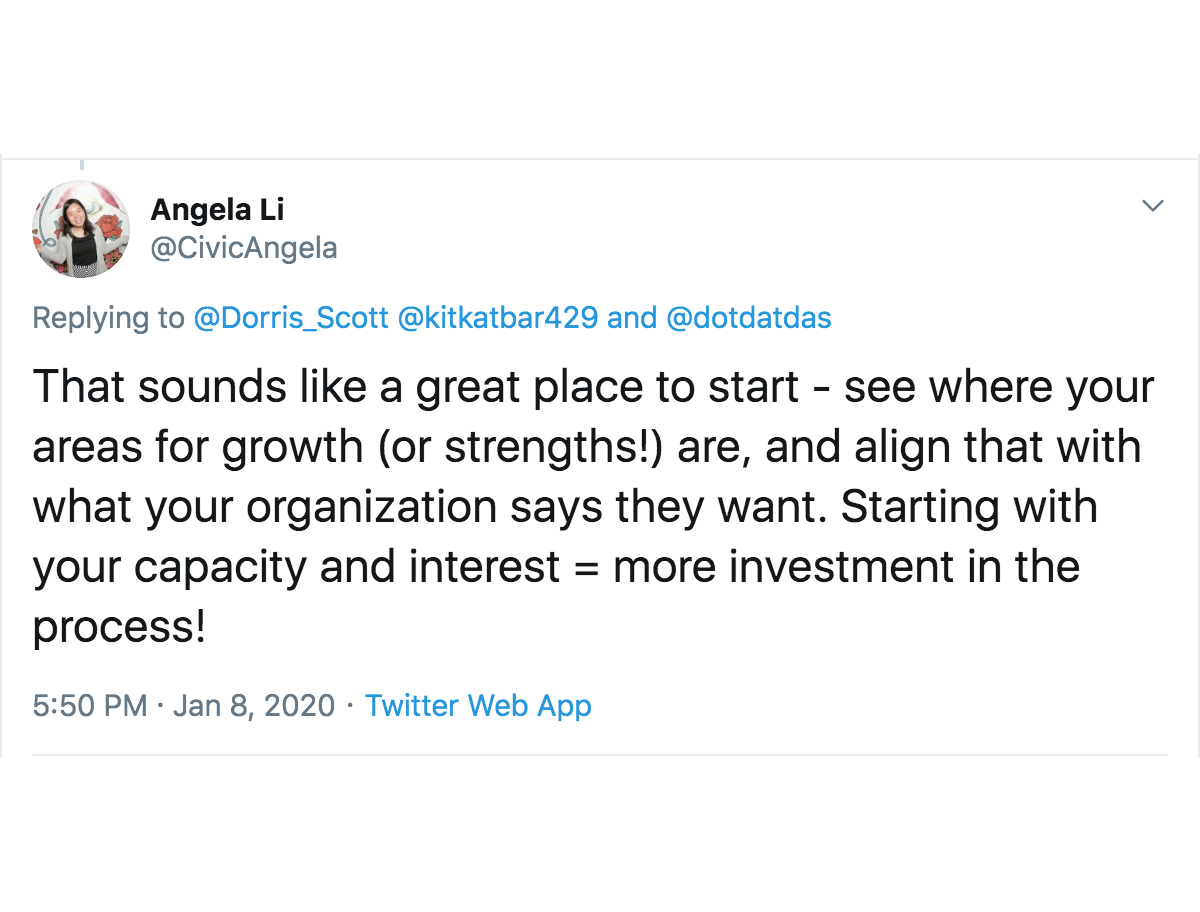 Angela Li
@CivicAngela
Replying to @Dorris_Scott @kitkatbar429 and @dotdatdas
That sounds like a great place to start - see where your
areas for growth (or strengths!) are, and align that with
what your organization says they want. Starting with
your capacity and interest = more investment in the
process!
5:50 PM · Jan 8, 2020 · Twitter Web App